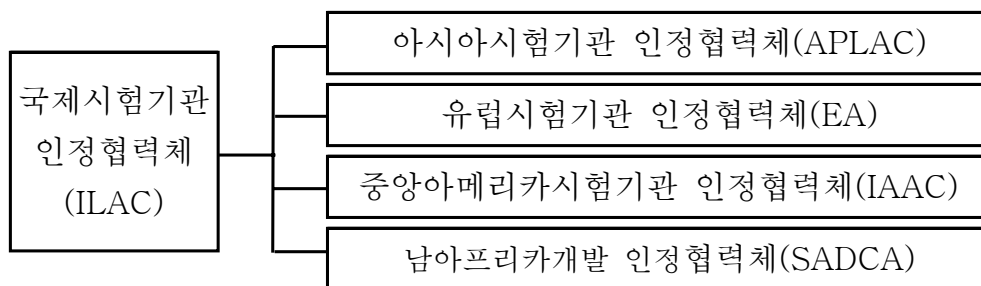 국제시험기관
인정협력체
(ILAC)
아시아시험기관 인정협력체(APLAC)
유럽시험기관 인정협력체(EA)
중앙아메리카시험기관 인정협력체(IAAC)
남아프리카개발 인정협력체(SADCA)